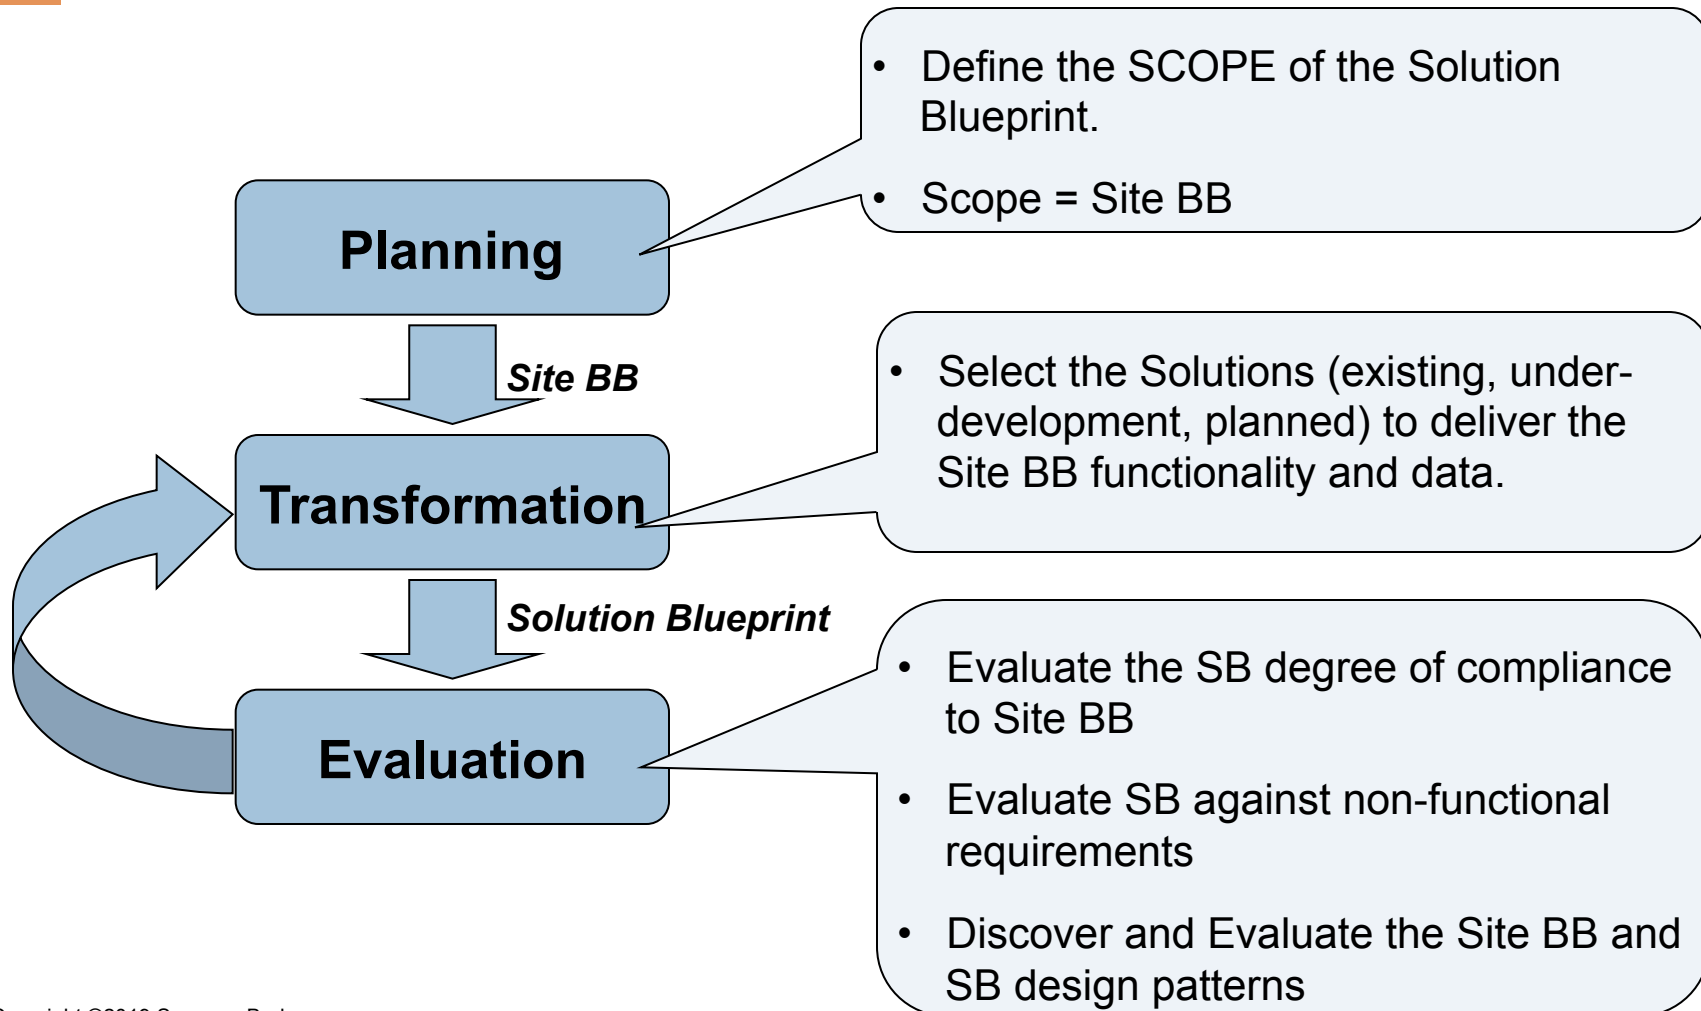 • Define the SCOPE of the Solution
Blueprint.
• Scope = Site BB
Planning
Site BB
• Select the Solutions (existing, under-
development, planned) to deliver the
Site BB functionality and data.
Transformation
Solution Blueprint
• Evaluate the SB degree of compliance
to Site BB
Evaluation
• Evaluate SB against non-functional
requirements
• Discover and Evaluate the Site BB and
SB design patterns